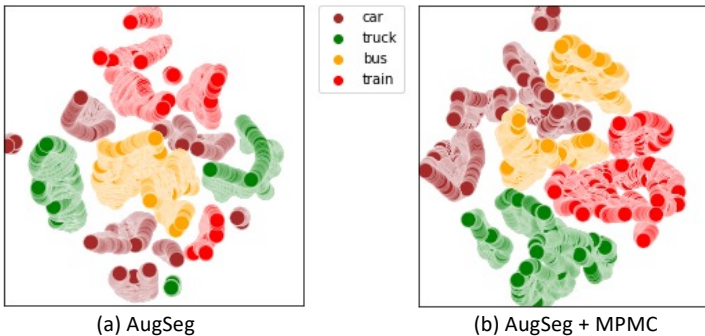 car
truck
bus
train
(a) AugSeg
(b) AugSeg + MPMC